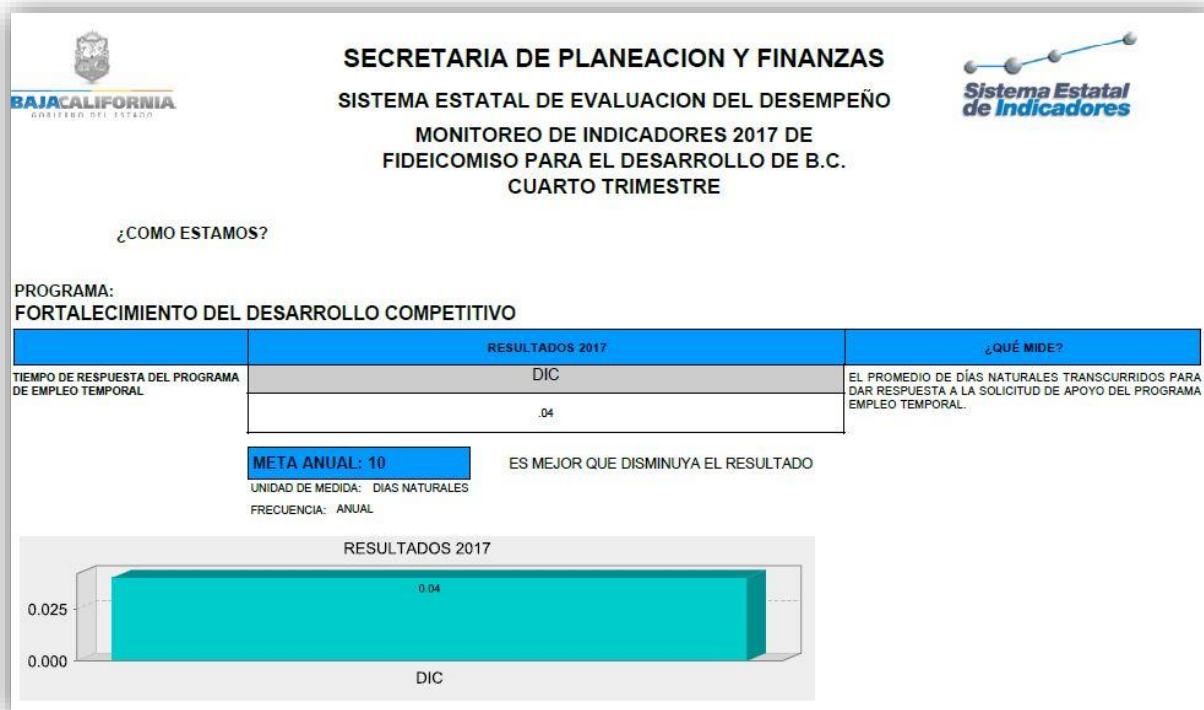 BAJACALIFORNIA
GOBIERNO DEL ESTADO
SECRETARIA DE PLANEACION Y FINANZAS
SISTEMA ESTATAL DE EVALUACION DEL DESEMPEÑO
MONITOREO DE INDICADORES 2017 DE
FIDEICOMISO PARA EL DESARROLLO DE B.C.
CUARTO TRIMESTRE
Sistema Estatal
de Indicadores
¿COMO ESTAMOS?
PROGRAMA:
FORTALECIMIENTO DEL DESARROLLO COMPETITIVO
RESULTADOS 2017
¿QUÉ MIDE?
TIEMPO DE RESPUESTA DEL PROGRAMA
DE EMPLEO TEMPORAL
DIC
.04
EL PROMEDIO DE DÍAS NATURALES TRANSCURRIDOS PARA
DAR RESPUESTA A LA SOLICITUD DE APOYO DEL PROGRAMA
EMPLEO TEMPORAL.
META ANUAL: 10
ES MEJOR QUE DISMINUYA EL RESULTADO
UNIDAD DE MEDIDA: DIAS NATURALES
FRECUENCIA: ANUAL
RESULTADOS 2017
0.04
0.025
0.000
DIC